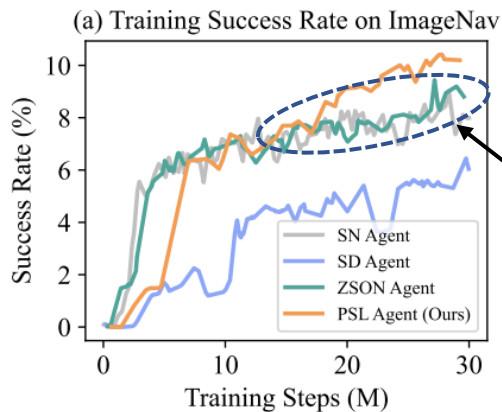 (a) Training Success Rate on ImageNav
Success Rate (%)
10
8
6
4
2
0
SN Agent
SD Agent
ZSON Agent
PSL Agent (Ours)
0
10
20
30
Training Steps (M)